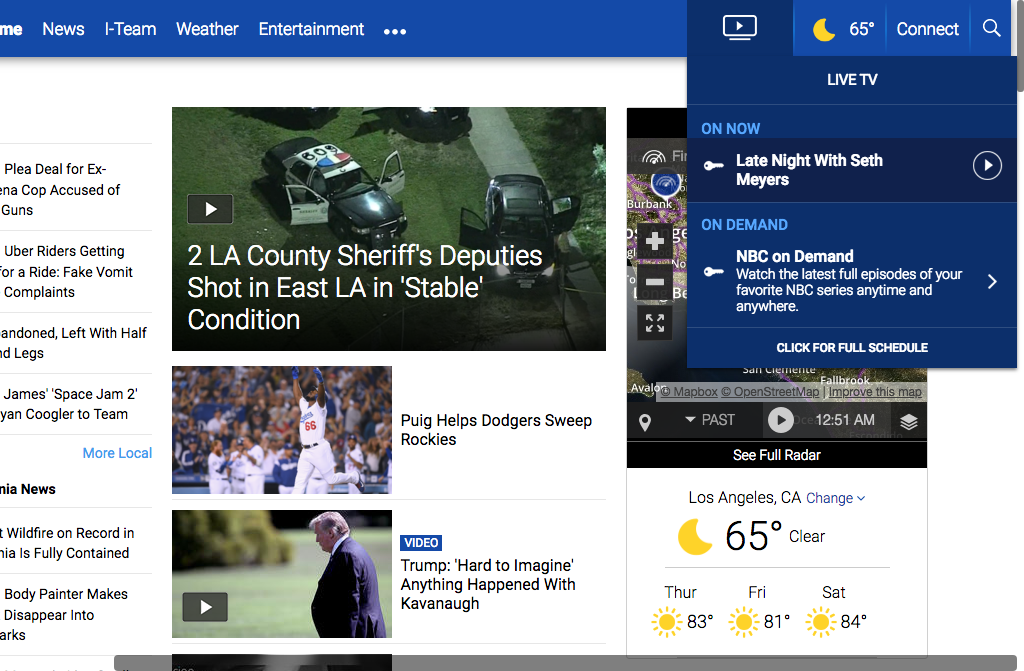 me
News
I-Team
Weather
Entertainment
65°
Connect
LIVE TV
ON NOW
Late Night With Seth
Meyers
ON DEMAND
NBC on Demand
Watch the latest full episodes of your
favorite NBC series anytime and
anywhere.
CLICK FOR FULL SCHEDULE
Plea Deal for Ex-
ena Cop Accused of
Guns
Uber Riders Getting
for a Ride: Fake Vomit
Complaints
andoned, Left With Half
nd Legs
James' 'Space Jam 2'
yan Coogler to Team
More Local
nia News
t Wildfire on Record in
nia Is Fully Contained
Body Painter Makes
Disappear Into
arks
2 LA County Sheriff's Deputies
Shot in East LA in 'Stable'
Condition
Puig Helps Dodgers Sweep
Rockies
66
VIDEO
Trump: 'Hard to Imagine'
Anything Happened With
Kavanaugh
Burbank
Long Be
San Clemente
Fallbrook
Avalon
© Mapbox © OpenStreetMap | Improve this map
PAST
12:51 AM
Escondido
See Full Radar
Los Angeles, CA Change
65° Clear
Thur
Fri
Sat
83°
81°
84°